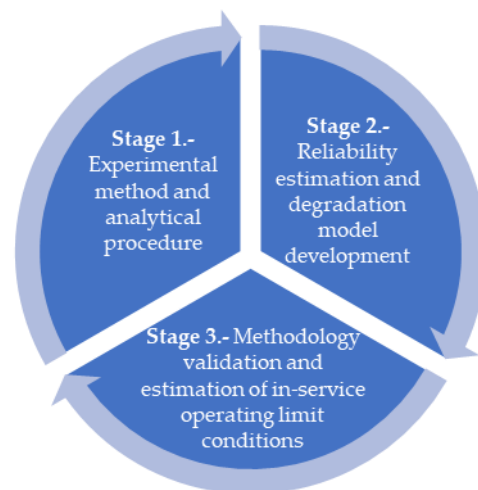 Stage 1.-
Experimental
method and
analytical
procedure
Stage 2.-
Reliability
estimation and
degradation
model
development
Stage 3.- Methodology
validation and
estimation of in-service
operating limit
conditions